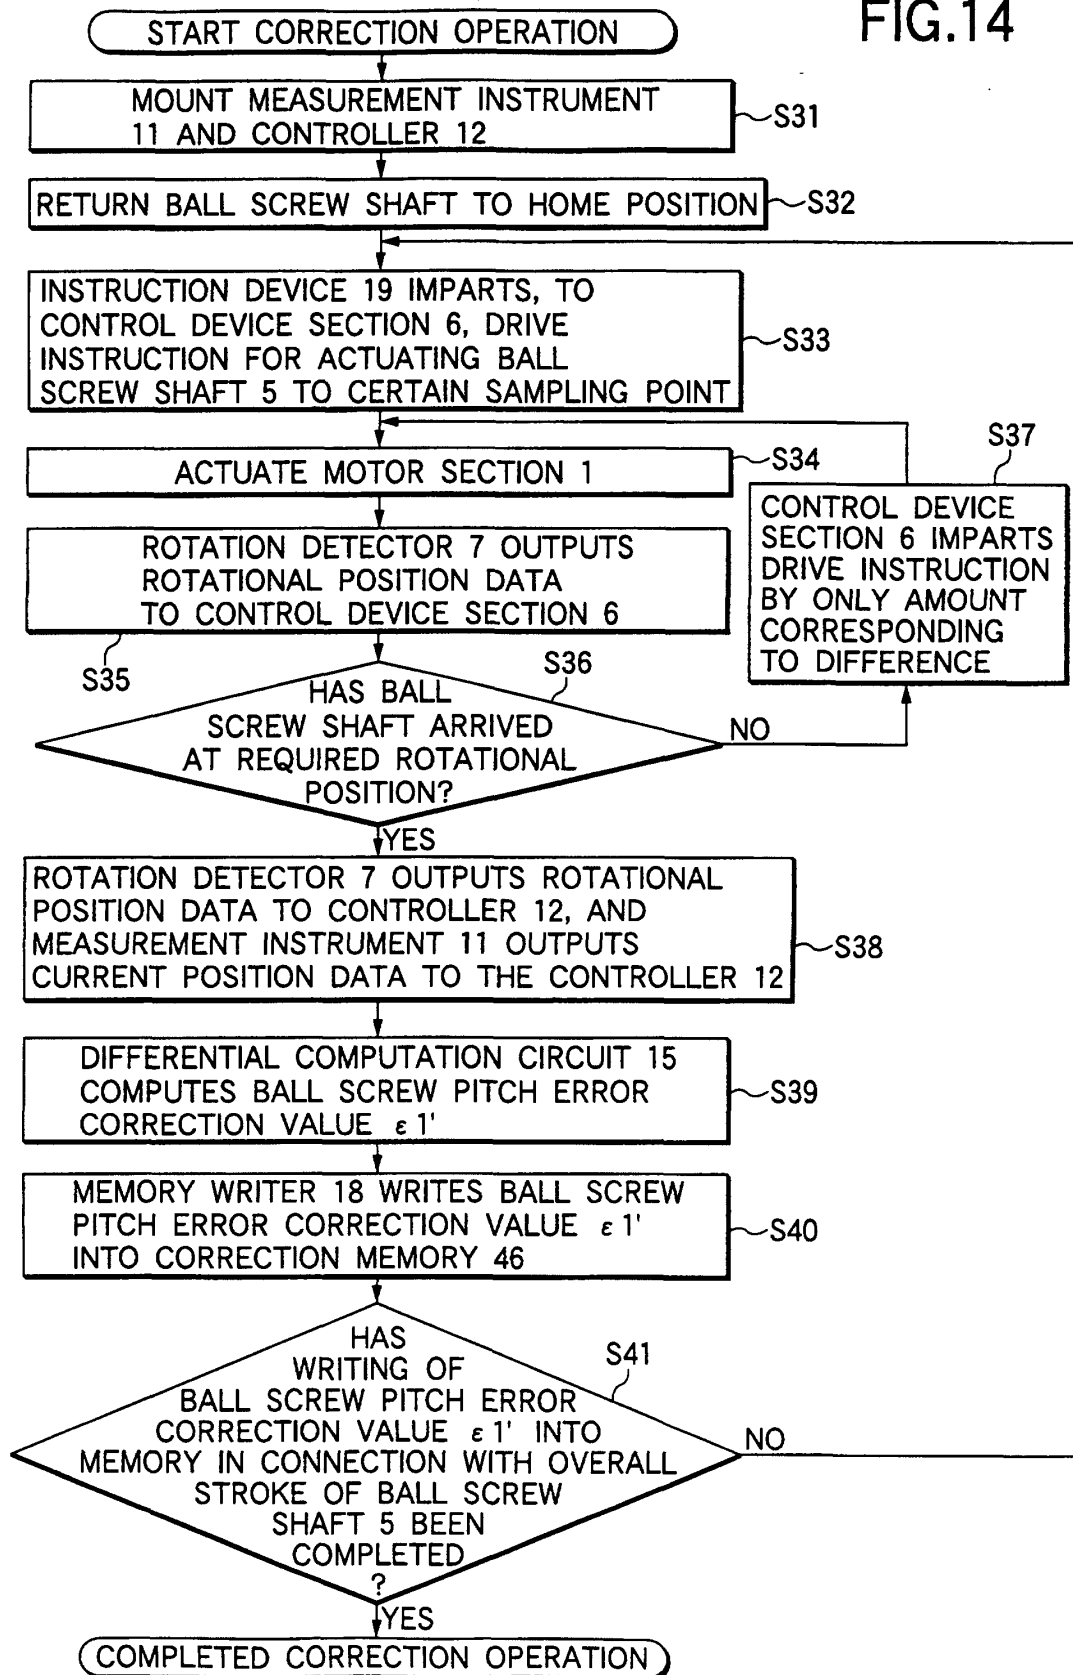 FIG.14
START CORRECTION OPERATION
MOUNT MEASUREMENT INSTRUMENT
11 AND CONTROLLER 12
S31
RETURN BALL SCREW SHAFT TO HOME POSITION
S32
INSTRUCTION DEVICE 19 IMPARTS, TO
CONTROL DEVICE SECTION 6, DRIVE
INSTRUCTION FOR ACTUATING BALL
SCREW SHAFT 5 TO CERTAIN SAMPLING POINT
S33
ACTUATE MOTOR SECTION 1
S34
S37
CONTROL DEVICE
SECTION 6 IMPARTS
DRIVE INSTRUCTION
BY ONLY AMOUNT
CORRESPONDING
TO DIFFERENCE
ROTATION DETECTOR 7 OUTPUTS
ROTATIONAL POSITION DATA
TO CONTROL DEVICE SECTION 6
S35
S36
HAS BALL
SCREW SHAFT ARRIVED
AT REQUIRED ROTATIONAL
POSITION?
NO
YES
ROTATION DETECTOR 7 OUTPUTS ROTATIONAL
POSITION DATA TO CONTROLLER 12, AND
MEASUREMENT INSTRUMENT 11 OUTPUTS
CURRENT POSITION DATA TO THE CONTROLLER 12
S38
DIFFERENTIAL COMPUTATION CIRCUIT 15
COMPUTES BALL SCREW PITCH ERROR
CORRECTION VALUE ε1'
S39
MEMORY WRITER 18 WRITES BALL SCREW
PITCH ERROR CORRECTION VALUE ε1'
INTO CORRECTION MEMORY 46
S40
S41
HAS
WRITING OF
BALL SCREW PITCH ERROR
CORRECTION VALUE ε1' INTO
MEMORY IN CONNECTION WITH OVERALL
STROKE OF BALL SCREW
SHAFT 5 BEEN
COMPLETED
?
NO
YES
COMPLETED CORRECTION OPERATION